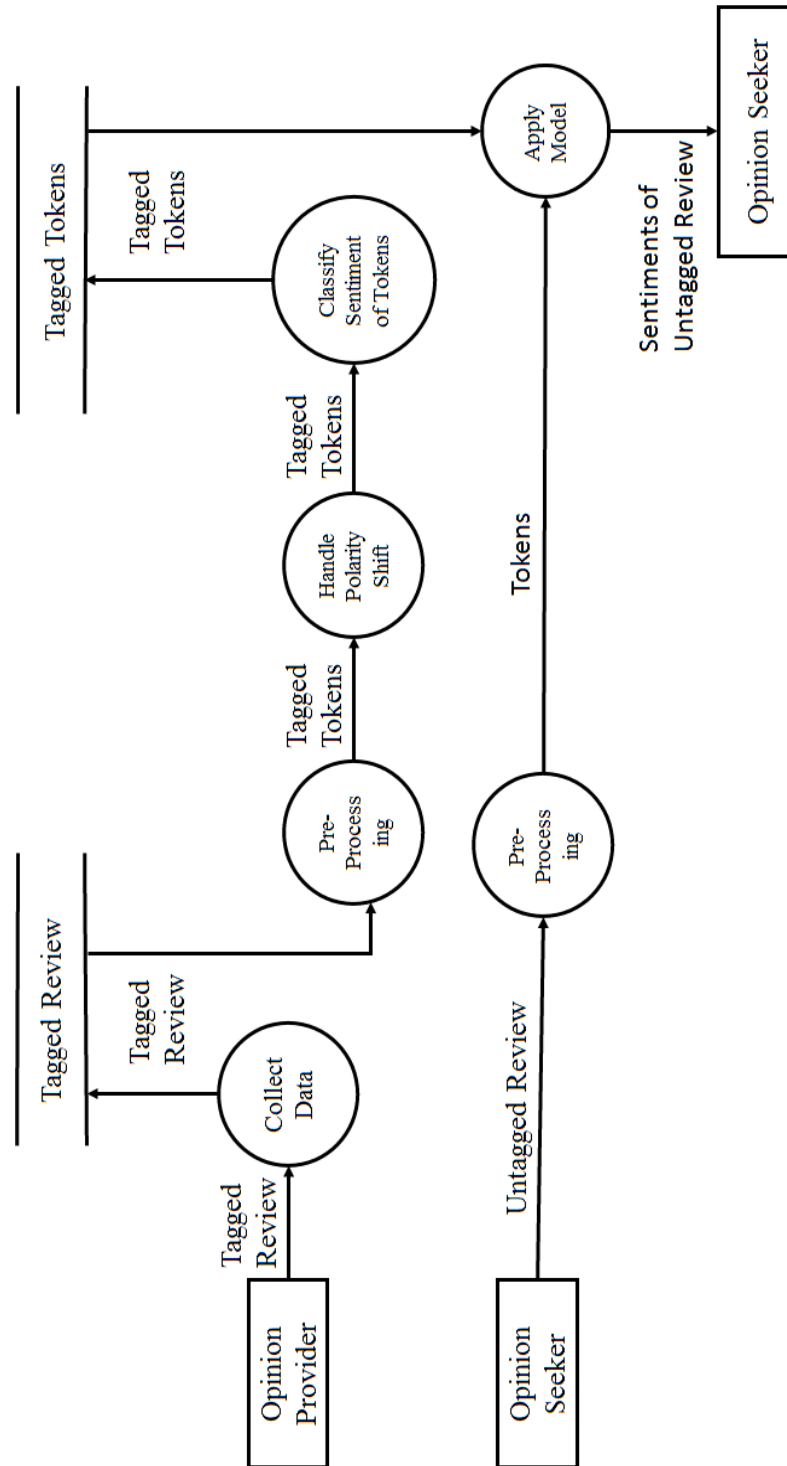 Tagged Review
Tagged Tokens
Tagged
Review
Tagged
Tokens
Opinion
Provider
Tagged
Review
Collect
Data
Pre-
Process
ing
Tagged
Tokens
Handle
Polarity
Shift
Tagged
Tokens
Classify
Sentiment
of Tokens
Opinion
Seeker
Untagged Review
Pre-
Process
ing
Tokens
Apply
Model
Sentiments of
Untagged Review
Opinion Seeker